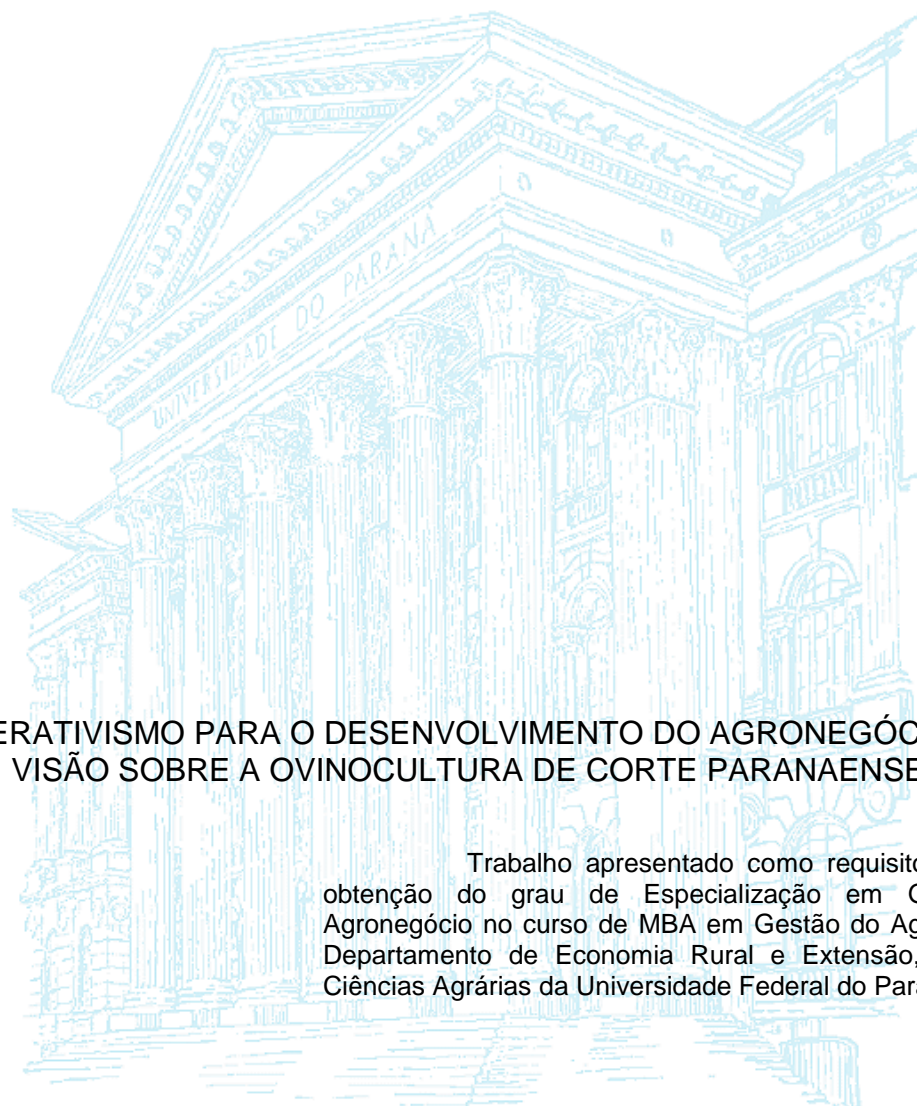 UNIVERSIDADE DO PARANÁ
ERATIVISMO PARA O DESENVOLVIMENTO DO AGRONEGÓC
VISÃO SOBRE A OVINOCULTURA DE CORTE PARANAENSE
Trabalho apresentado como requisito
obtenção do grau de Especialização em
Agronegócio no curso de MBA em Gestão do Ag
Departamento de Economia Rural e Extensão,
Ciências Agrárias da Universidade Federal do Par